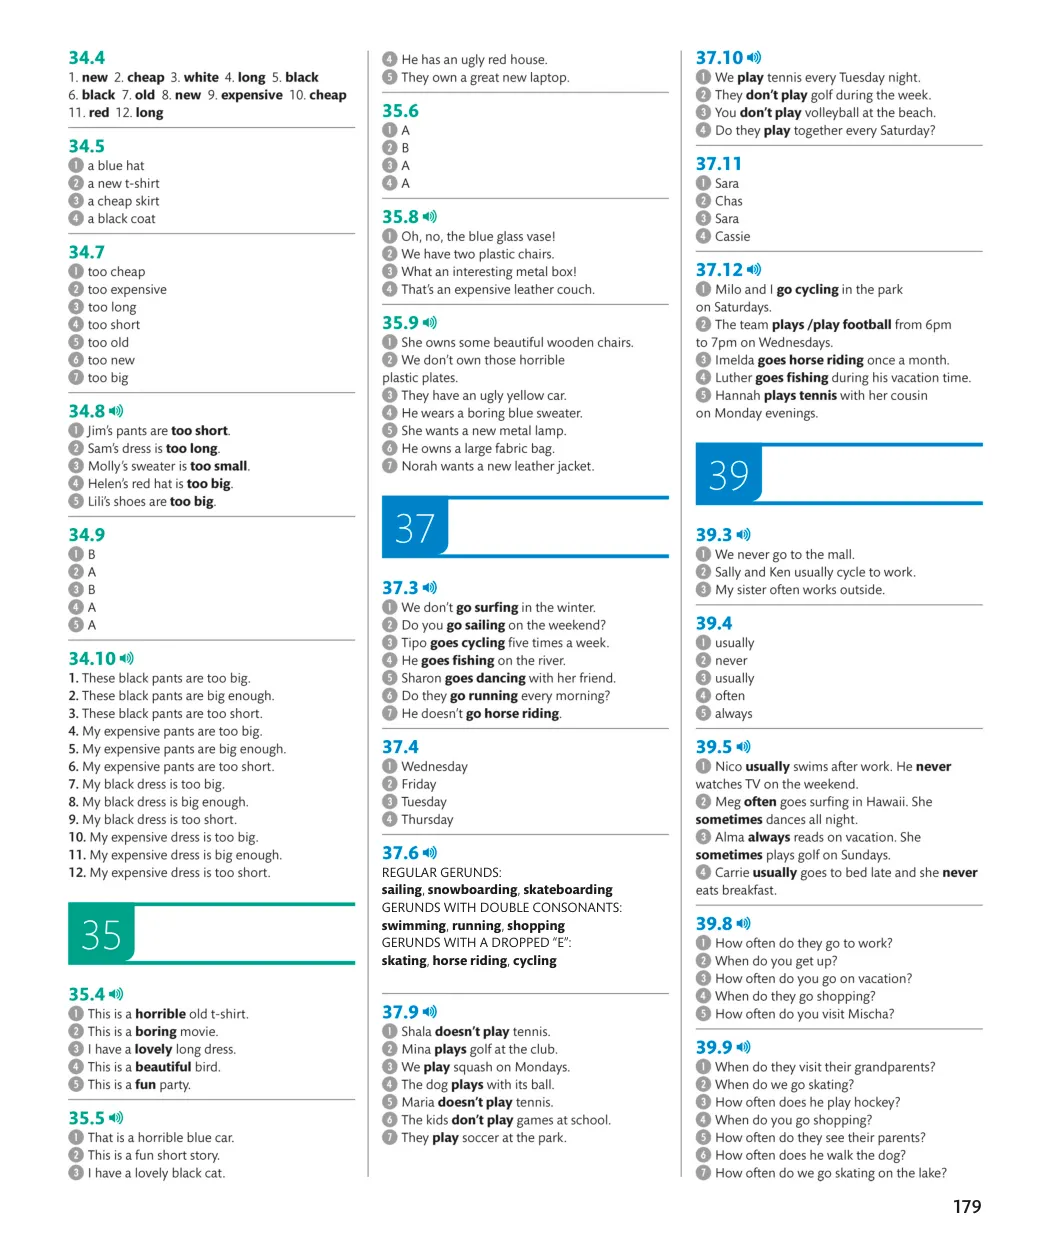 34.4
1. new 2. cheap 3. white 4. long 5. black
6. black 7. old 8. new 9. expensive 10. cheap
11. red 12. long
34.5
1 a blue hat
2 a new t-shirt
3 a cheap skirt
4 a black coat
34.7
1 too cheap
2 too expensive
3 too long
4 too short
5 too old
6 too new
7 too big
34.8
1 Jim’s pants are too short.
2 Sam’s dress is too long.
3 Molly’s sweater is too small.
4 Helen’s red hat is too big.
5 Lili’s shoes are too big.
34.9
1 B
2 A
3 B
4 A
5 A
34.10
1. These black pants are too big.
2. These black pants are big enough.
3. These black pants are too short.
4. My expensive pants are too big.
5. My expensive pants are big enough.
6. My expensive pants are too short.
7. My black dress is too big.
8. My black dress is big enough.
9. My black dress is too short.
10. My expensive dress is too big.
11. My expensive dress is big enough.
12. My expensive dress is too short.
35
35.4
1 This is a horrible old t-shirt.
2 This is a boring movie.
3 I have a lovely long dress.
4 This is a beautiful bird.
5 This is a fun party.
35.5
1 That is a horrible blue car.
2 This is a fun short story.
3 I have a lovely black cat.
4 He has an ugly red house.
5 They own a great new laptop.
35.6
1 A
2 B
3 A
4 A
35.8
1 Oh, no, the blue glass vase!
2 We have two plastic chairs.
3 What an interesting metal box!
4 That’s an expensive leather couch.
35.9
1 She owns some beautiful wooden chairs.
2 We don’t own those horrible
plastic plates.
3 They have an ugly yellow car.
4 He wears a boring blue sweater.
5 She wants a new metal lamp.
6 He owns a large fabric bag.
7 Norah wants a new leather jacket.
37
37.3
1 We don’t go surfing in the winter.
2 Do you go sailing on the weekend?
3 Tipo goes cycling five times a week.
4 He goes fishing on the river.
5 Sharon goes dancing with her friend.
6 Do they go running every morning?
7 He doesn’t go horse riding.
37.4
1 Wednesday
2 Friday
3 Tuesday
4 Thursday
37.6
REGULAR GERUNDS:
sailing, snowboarding, skateboarding
GERUNDS WITH DOUBLE CONSONANTS:
swimming, running, shopping
GERUNDS WITH A DROPPED “E”:
skating, horse riding, cycling
37.9
1 Shala doesn’t play tennis.
2 Mina plays golf at the club.
3 We play squash on Mondays.
4 The dog plays with its ball.
5 Maria doesn’t play tennis.
6 The kids don’t play games at school.
7 They play soccer at the park.
37.10
1 We play tennis every Tuesday night.
2 They don’t play golf during the week.
3 You don’t play volleyball at the beach.
4 Do they play together every Saturday?
37.11
1 Sara
2 Chas
3 Sara
4 Cassie
37.12
1 Milo and I go cycling in the park
on Saturdays.
2 The team plays /play football from 6pm
to 7pm on Wednesdays.
3 Imelda goes horse riding once a month.
4 Luther goes fishing during his vacation time.
5 Hannah plays tennis with her cousin
on Monday evenings.
39
39.3
1 We never go to the mall.
2 Sally and Ken usually cycle to work.
3 My sister often works outside.
39.4
1 usually
2 never
3 usually
4 often
5 always
39.5
1 Nico usually swims after work. He never
watches TV on the weekend.
2 Meg often goes surfing in Hawaii. She
sometimes dances all night.
3 Alma always reads on vacation. She
sometimes plays golf on Sundays.
4 Carrie usually goes to bed late and she never
eats breakfast.
39.8
1 How often do they go to work?
2 When do you get up?
3 How often do you go on vacation?
4 When do they go shopping?
5 How often do you visit Mischa?
39.9
1 When do they visit their grandparents?
2 When do we go skating?
3 How often does he play hockey?
4 When do you go shopping?
5 How often do they see their parents?
6 How often does he walk the dog?
7 How often do we go skating on the lake?
179